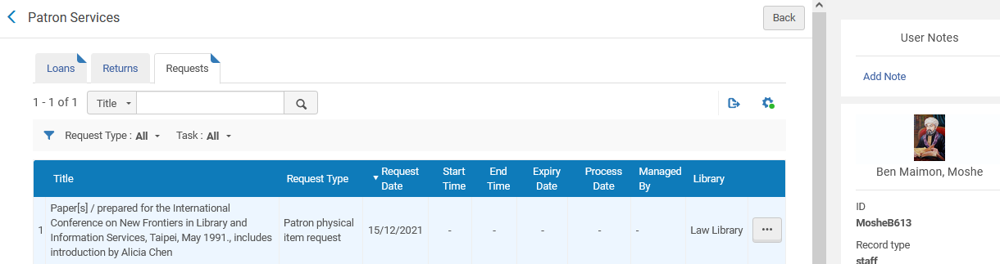 Patron Services
Back
Loans
Returns
Requests
1 - 1 of 1
Title
Request Type : All
Task : All
Title
Request Type
Request
Date
Start
Time
End
Time
Expiry
Date
Process
Date
Managed
By
Library
1
Paper[s] / prepared for the International
Conference on New Frontiers in Library and
Information Services, Taipei, May 1991., includes
introduction by Alicia Chen
Patron physical
item request
15/12/2021
-
-
-
-
-
Law Library
User Notes
Add Note
Ben Maimon, Moshe
ID
MosheB613
Record type
staff